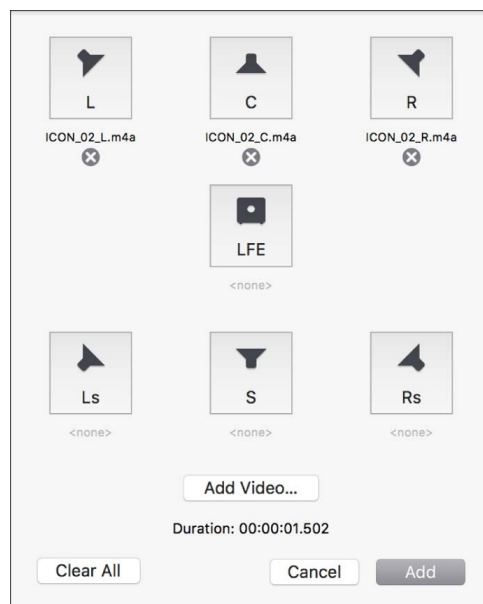 L C R
ICON_02_L.m4a ICON_02_C.m4a ICON_02_R.m4a
LFE
<none>
Ls S Rs
<none> <none> <none>
Add Video...
Duration: 00:00:01.502
Clear All Cancel Add